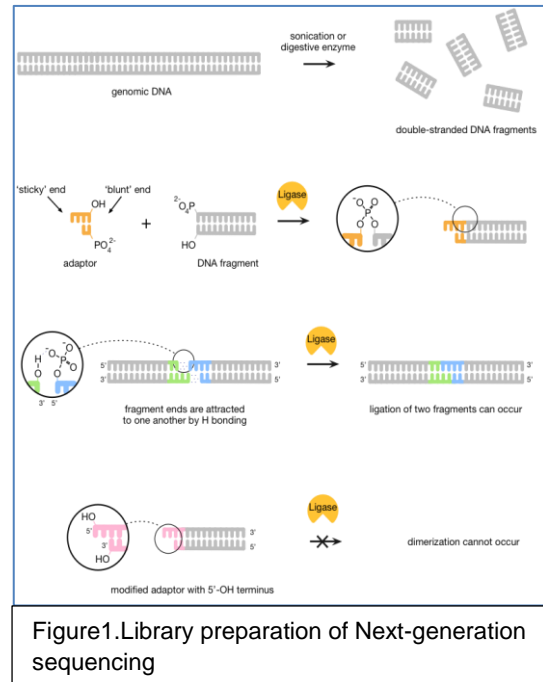 genomic DNA
sonication or
digestive enzyme
double-stranded DNA fragments
'sticky' end
'blunt' end
OH
PO₄²⁻
adaptor
+
²⁻O₄P
HO
DNA fragment
Ligase
⁻O
O⁻
P
O
O
H
O
⁻O
O⁻
P
O
O
3' 5'
5'
3'
3'
5'
fragment ends are attracted
to one another by H bonding
Ligase
5'
3'
3'
5'
ligation of two fragments can occur
HO
5'
3'
HO
3'
5'
modified adaptor with 5'-OH terminus
Ligase
dimerization cannot occur
Figure1.Library preparation of Next-generation
sequencing